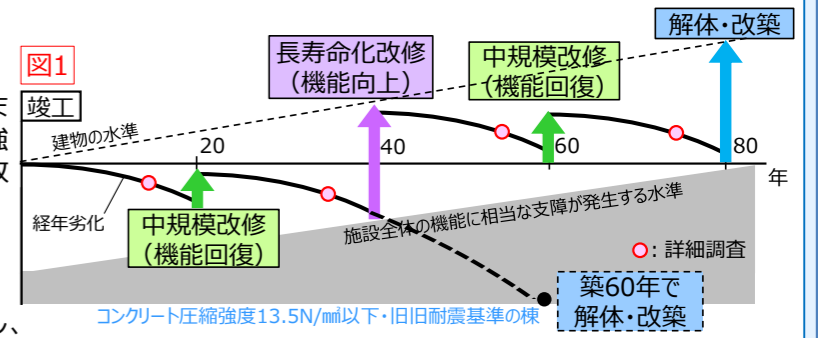 図1
竣工
強
改
建物の水準
長寿命化改修
（機能向上）
中規模改修
（機能回復）
解体・改築
20
40
60
80
年
経年劣化
中規模改修
（機能回復）
施設全体の機能に相当な支障が発生する水準
○：詳細調査
築60年で
解体・改築
コンクリート圧縮強度13.5N/㎟以下・旧旧耐震基準の棟
し、